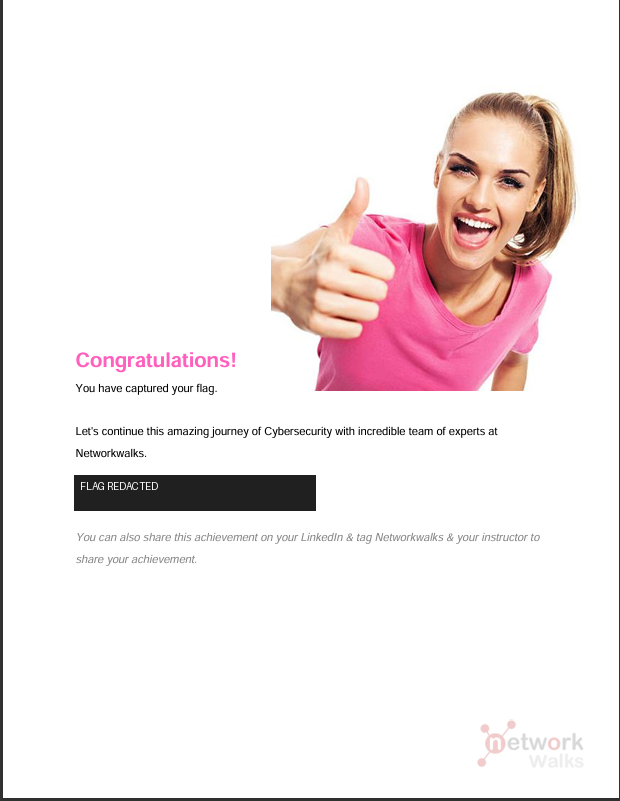 Congratulations!
You have captured your flag.
Let's continue this amazing journey of Cybersecurity with incredible team of experts at
Networkwalks.
FLAG REDACTED
You can also share this achievement on your LinkedIn & tag Networkwalks & your instructor to
share your achievement.
network
Walks